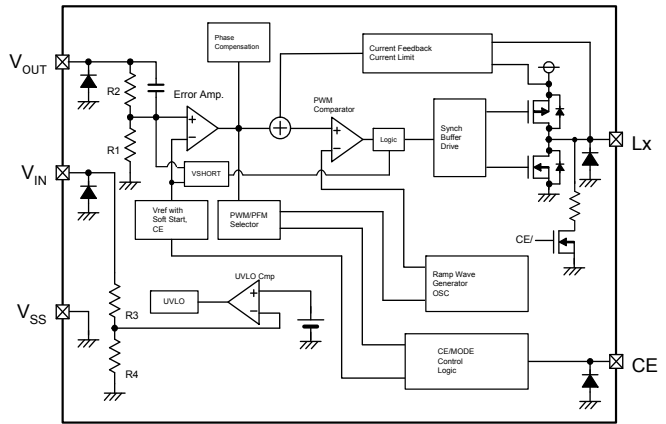 Phase
Compensation
Current Feedback
Current Limit
VOUT
R2
Error Amp.
PWM
Comparator
Logic
Synch
Buffer
Drive
Lx
R1
VSHORT
VIN
Vref with
Soft Start,
CE
PWM/PFM
Selector
CE/
UVLO Cmp
Ramp Wave
Generator
OSC
UVLO
R3
VSS
R4
CE/MODE
Control
Logic
CE